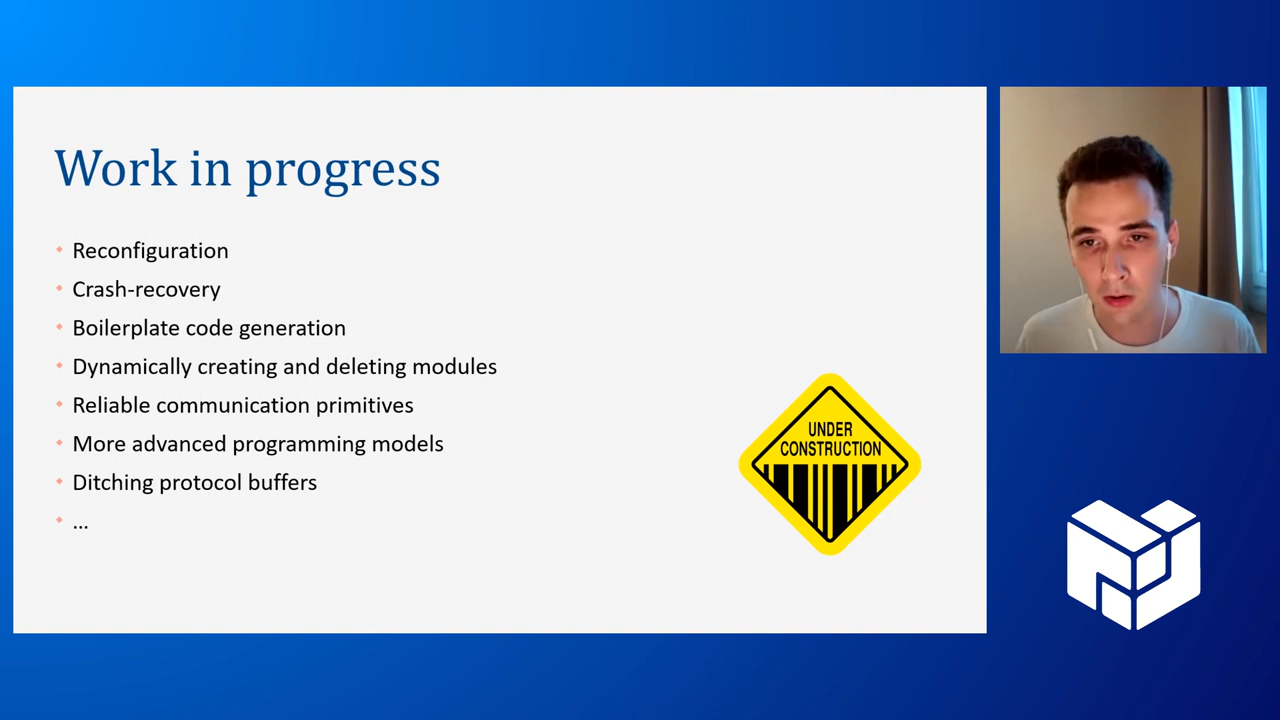 Work in progress
Reconfiguration
Crash-recovery
Boilerplate code generation
Dynamically creating and deleting modules
Reliable communication primitives
More advanced programming models
Ditching protocol buffers
...
UNDER
CONSTRUCTION